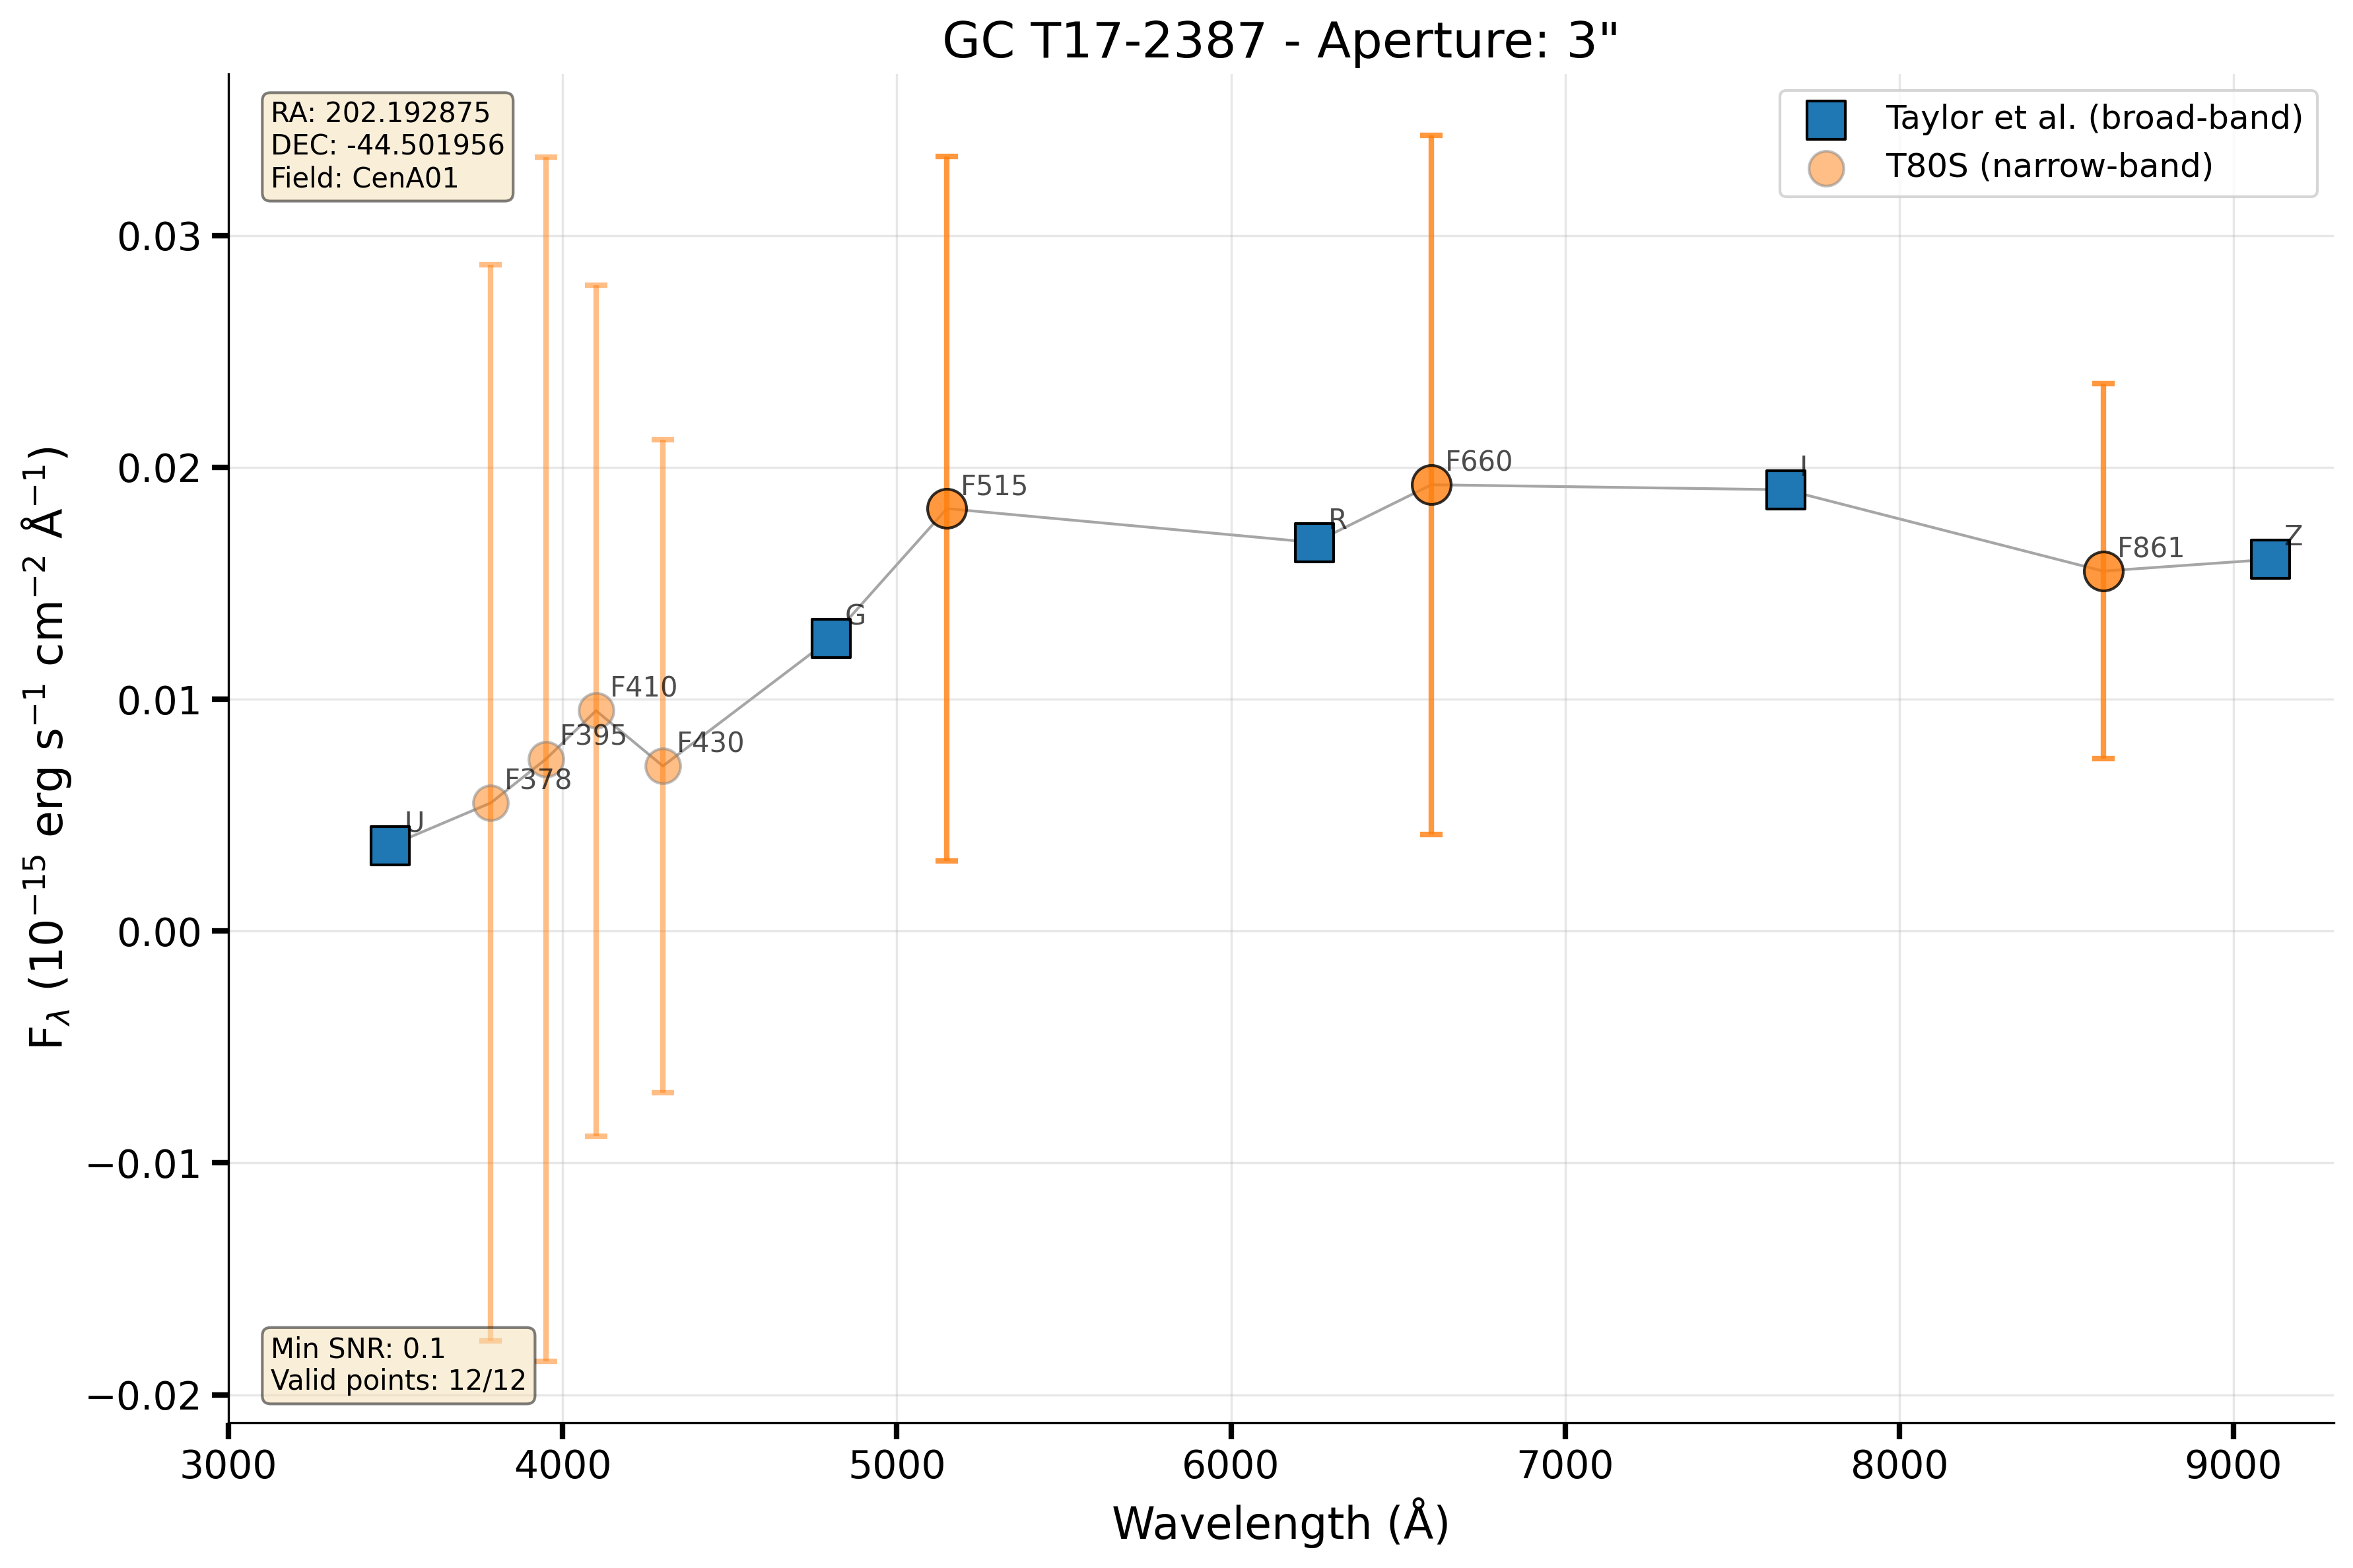 GC T17-2387 - Aperture: 3"
RA: 202.192875
DEC: -44.501956
Field: CenA01
Taylor et al. (broad-band)
T80S (narrow-band)
0.03
0.02
0.01
0.00
−0.01
−0.02
F_λ (10⁻¹⁵ erg s⁻¹ cm⁻² Å⁻¹)
U
F378
F395
F410
F430
G
F515
R
F660
I
F861
Z
Min SNR: 0.1
Valid points: 12/12
3000 4000 5000 6000 7000 8000 9000
Wavelength (Å)